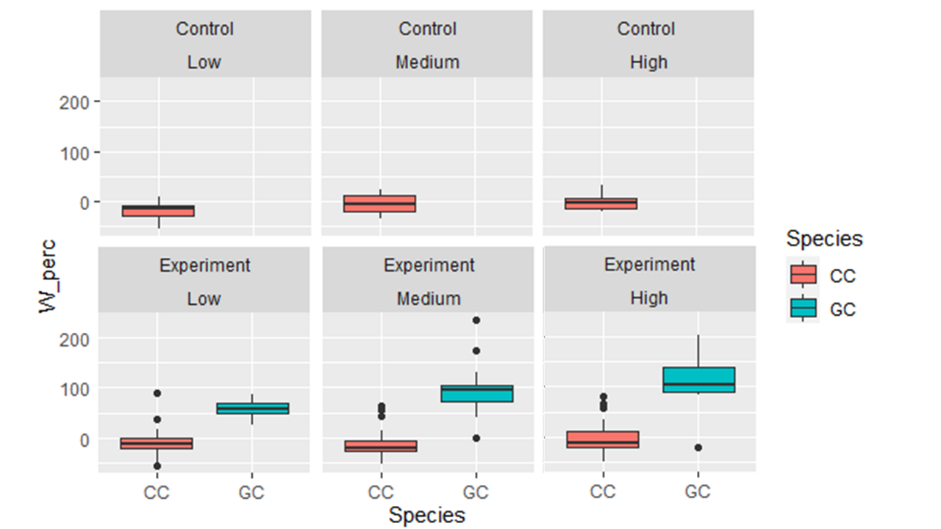 Control Control Control
Low Medium High
200
100
0
W_perc
Experiment Experiment Experiment
Low Medium High
200
100
0
CC GC CC GC CC GC
Species
Species
CC
GC